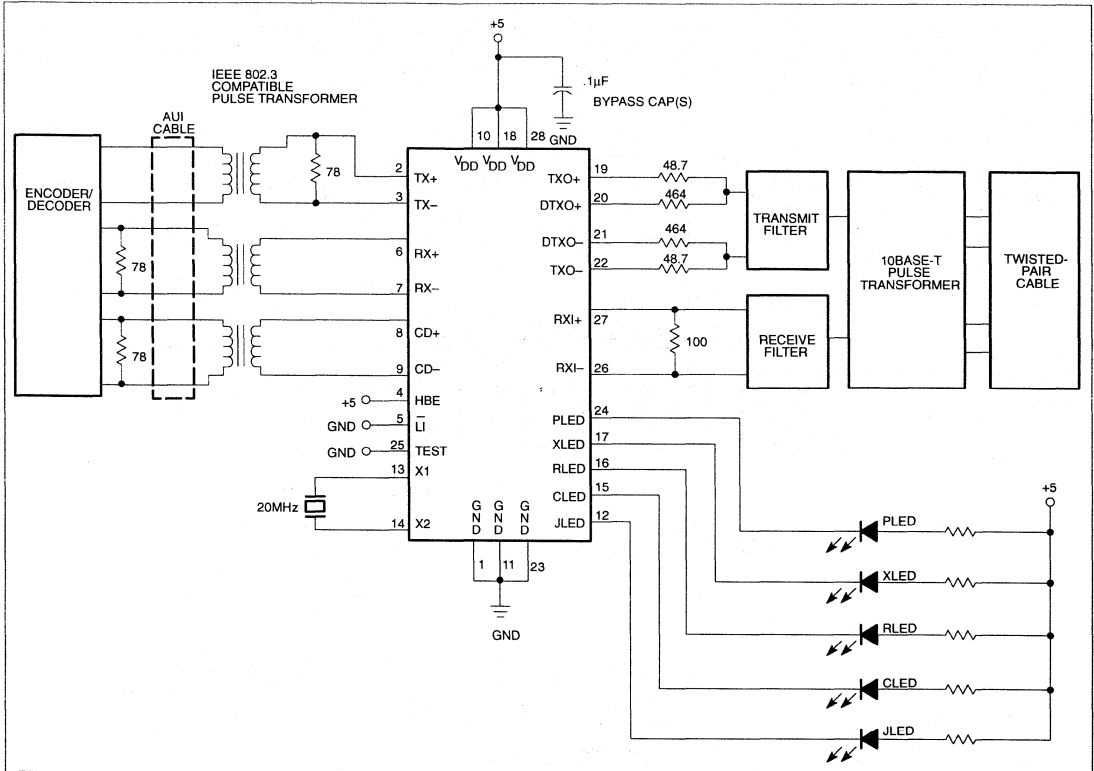 +5
.1µF
BYPASS CAP(S)
GND
IEEE 802.3
COMPATIBLE
PULSE TRANSFORMER
AUI
CABLE
ENCODER/
DECODER
78
78
78
10 18 28
VDD VDD VDD
2 TX+
3 TX–
6 RX+
7 RX–
8 CD+
9 CD–
+5 4 HBE
GND 5 L̅I̅
GND 25 TEST
13 X1
20MHz
14 X2
GND GND GND
1 11 23
GND
TXO+ 19 48.7
DTXO+ 20 464
DTXO– 21 464
TXO– 22 48.7
RXI+ 27
100
RXI– 26
PLED 24
XLED 17
RLED 16
CLED 15
JLED 12
TRANSMIT
FILTER
RECEIVE
FILTER
10BASE-T
PULSE
TRANSFORMER
TWISTED-
PAIR
CABLE
+5
PLED
XLED
RLED
CLED
JLED